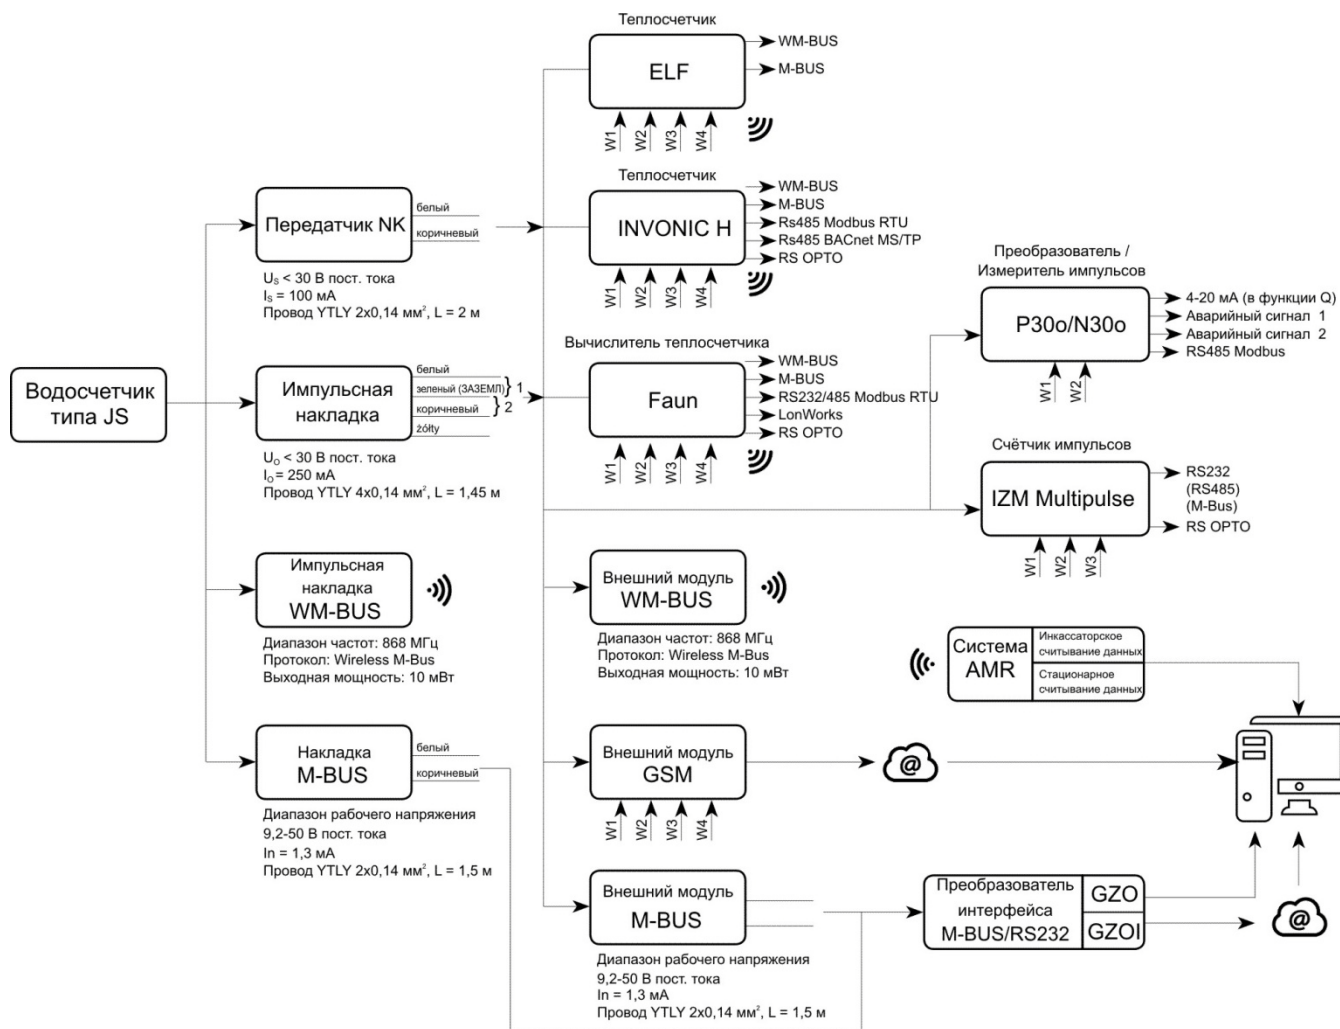 Водосчетчик
типа JS
Передатчик NK
белый
коричневый
Us < 30 В пост. тока
Is = 100 мА
Провод YTLY 2x0,14 мм², L = 2 м
Импульсная
накладка
белый
зеленый (ЗАЗЕМЛ)
} 1
коричневый
} 2
żółty
Uo < 30 В пост. тока
Io = 250 мА
Провод YTLY 4x0,14 мм², L = 1,45 м
Импульсная
накладка
WM-BUS
Диапазон частот: 868 МГц
Протокол: Wireless M-Bus
Выходная мощность: 10 мВт
Накладка
M-BUS
белый
коричневый
Диапазон рабочего напряжения
9,2-50 В пост. тока
In = 1,3 мА
Провод YTLY 2x0,14 мм², L = 1,5 м
Теплосчетчик
ELF
WM-BUS
M-BUS
W1
W2
W3
W4
Теплосчетчик
INVONIC H
WM-BUS
M-BUS
Rs485 Modbus RTU
Rs485 BACnet MS/TP
RS OPTO
W1
W2
W3
W4
Вычислитель теплосчетчика
Faun
WM-BUS
M-BUS
RS232/485 Modbus RTU
LonWorks
RS OPTO
W1
W2
W3
W4
Внешний модуль
WM-BUS
Диапазон частот: 868 МГц
Протокол: Wireless M-Bus
Выходная мощность: 10 мВт
Внешний модуль
GSM
W1
W2
W3
W4
Внешний модуль
M-BUS
Диапазон рабочего напряжения
9,2-50 В пост. тока
In = 1,3 мА
Провод YTLY 2x0,14 мм², L = 1,5 м
Преобразователь /
Измеритель импульсов
P30o/N30o
4-20 мА (в функции Q)
Аварийный сигнал 1
Аварийный сигнал 2
RS485 Modbus
W1
W2
Счётчик импульсов
IZM Multipulse
RS232
(RS485)
(M-Bus)
RS OPTO
W1
W2
W3
Система
AMR
Инкассаторское
считывание данных
Стационарное
считывание данных
@
Преобразователь
интерфейса
M-BUS/RS232
GZO
GZOI
@